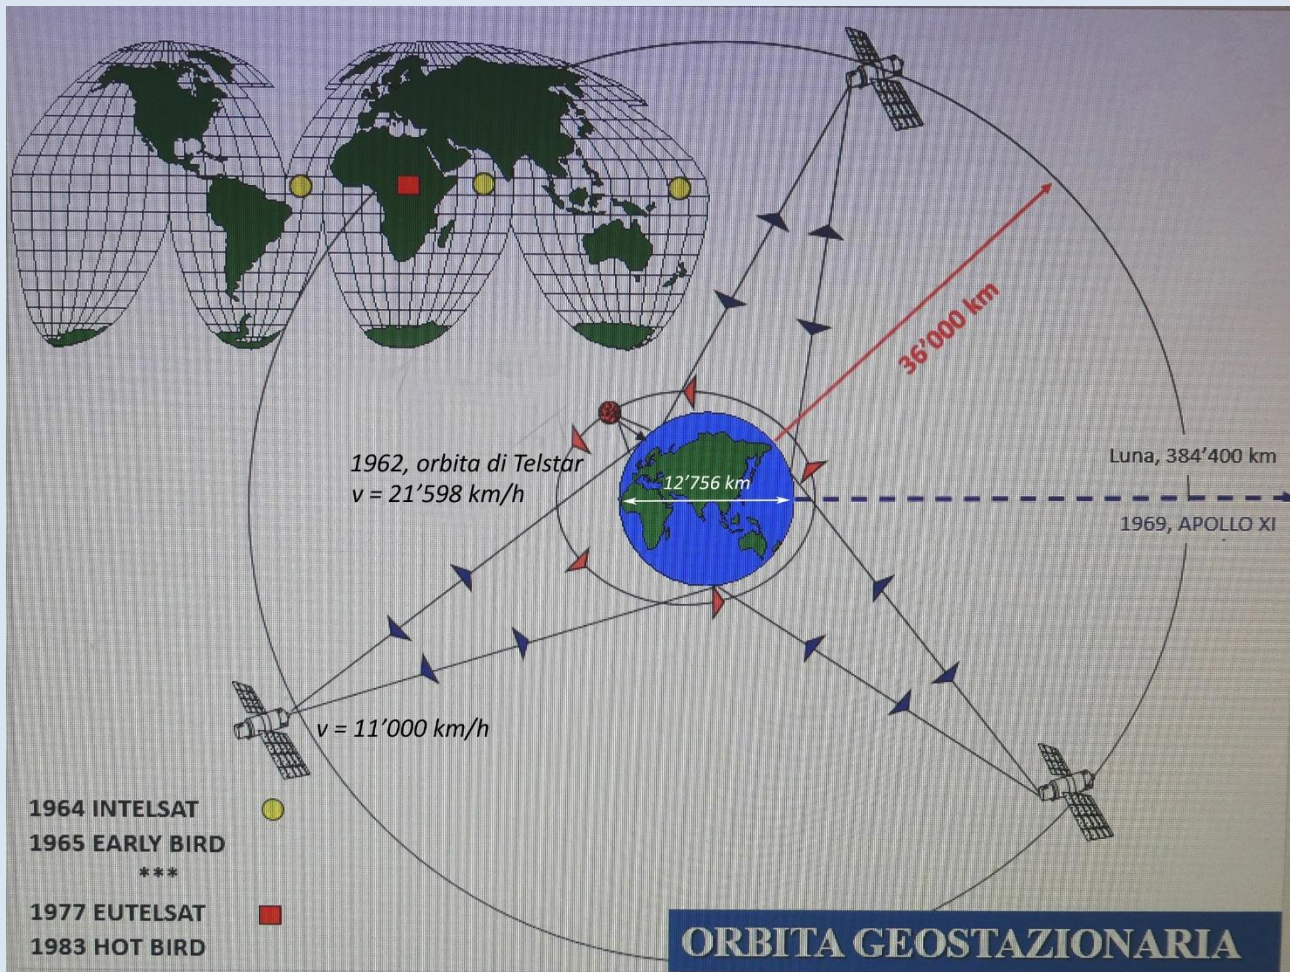 36’000 km
1962, orbita di Telstar
v = 21’598 km/h
12’756 km
Luna, 384’400 km
1969, APOLLO XI
v = 11’000 km/h
1964 INTELSAT
1965 EARLY BIRD
***
1977 EUTELSAT
1983 HOT BIRD
ORBITA GEOSTAZIONARIA